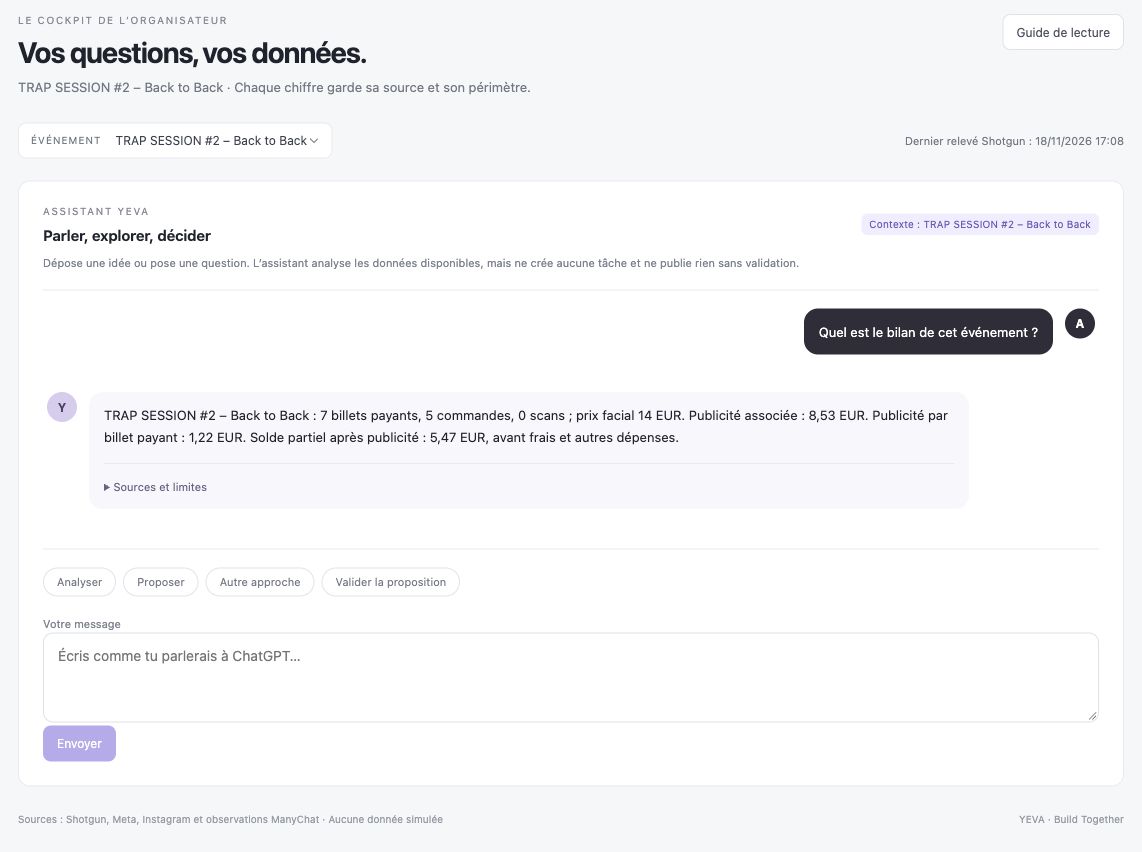 LE COCKPIT DE L'ORGANISATEUR
Vos questions, vos données.
TRAP SESSION #2 – Back to Back · Chaque chiffre garde sa source et son périmètre.
Guide de lecture
ÉVÉNEMENT TRAP SESSION #2 – Back to Back
Dernier relevé Shotgun : 18/11/2026 17:08
ASSISTANT YEVA
Parler, explorer, décider
Contexte : TRAP SESSION #2 – Back to Back
Dépose une idée ou pose une question. L'assistant analyse les données disponibles, mais ne crée aucune tâche et ne publie rien sans validation.
Quel est le bilan de cet événement ?
A
Y
TRAP SESSION #2 – Back to Back : 7 billets payants, 5 commandes, 0 scans ; prix facial 14 EUR. Publicité associée : 8,53 EUR. Publicité par
billet payant : 1,22 EUR. Solde partiel après publicité : 5,47 EUR, avant frais et autres dépenses.
Sources et limites
Analyser
Proposer
Autre approche
Valider la proposition
Votre message
Écris comme tu parlerais à ChatGPT…
Envoyer
Sources : Shotgun, Meta, Instagram et observations ManyChat · Aucune donnée simulée
YEVA · Build Together